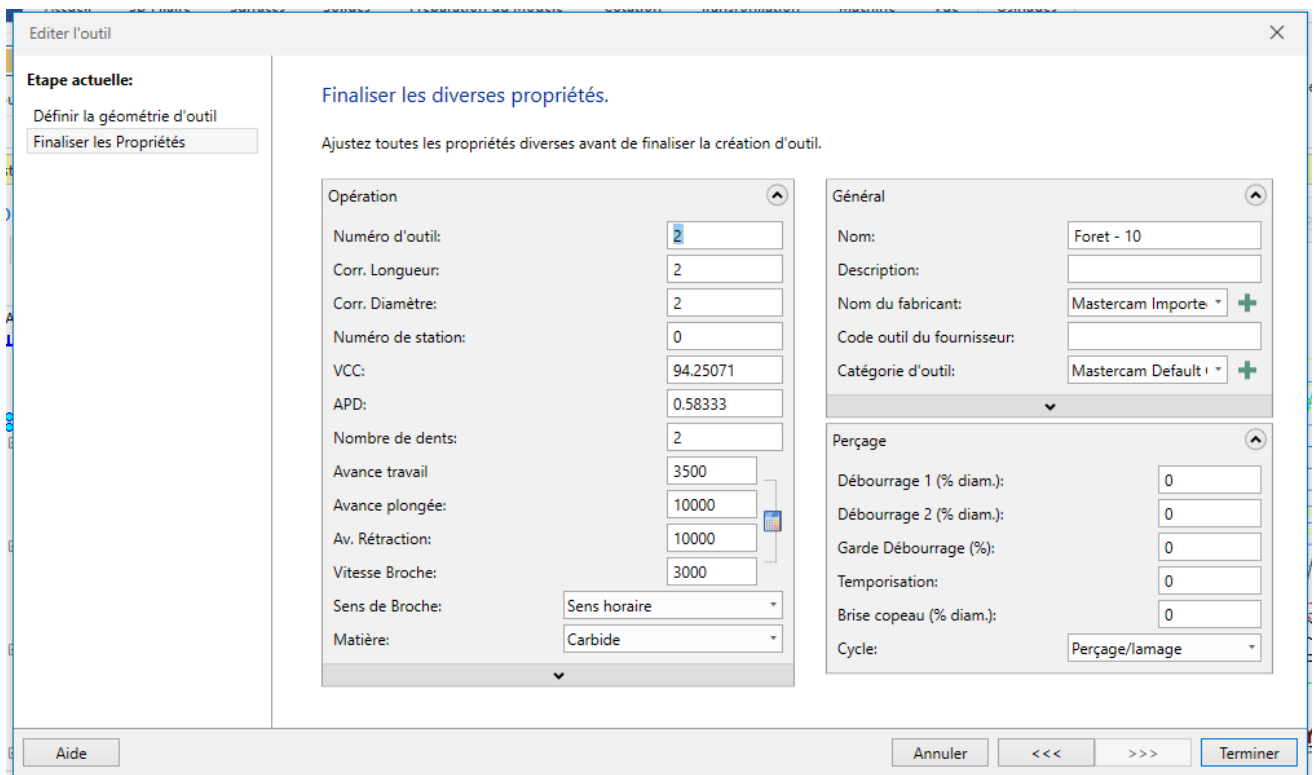 Editer l'outil
Etape actuelle:
Définir la géométrie d'outil
Finaliser les Propriétés
Finaliser les diverses propriétés.
Ajustez toutes les propriétés diverses avant de finaliser la création d'outil.
Opération
Numéro d'outil: 2
Corr. Longueur: 2
Corr. Diamètre: 2
Numéro de station: 0
VCC: 94.25071
APD: 0.58333
Nombre de dents: 2
Avance travail 3500
Avance plongée: 10000
Av. Rétraction: 10000
Vitesse Broche: 3000
Sens de Broche: Sens horaire
Matière: Carbide
Général
Nom: Foret - 10
Description:
Nom du fabricant: Mastercam Importe
Code outil du fournisseur:
Catégorie d'outil: Mastercam Default
Perçage
Débourrage 1 (% diam.): 0
Débourrage 2 (% diam.): 0
Garde Débourrage (%): 0
Temporisation: 0
Brise copeau (% diam.): 0
Cycle: Perçage/lamage
Aide
Annuler
<<<
>>>
Terminer